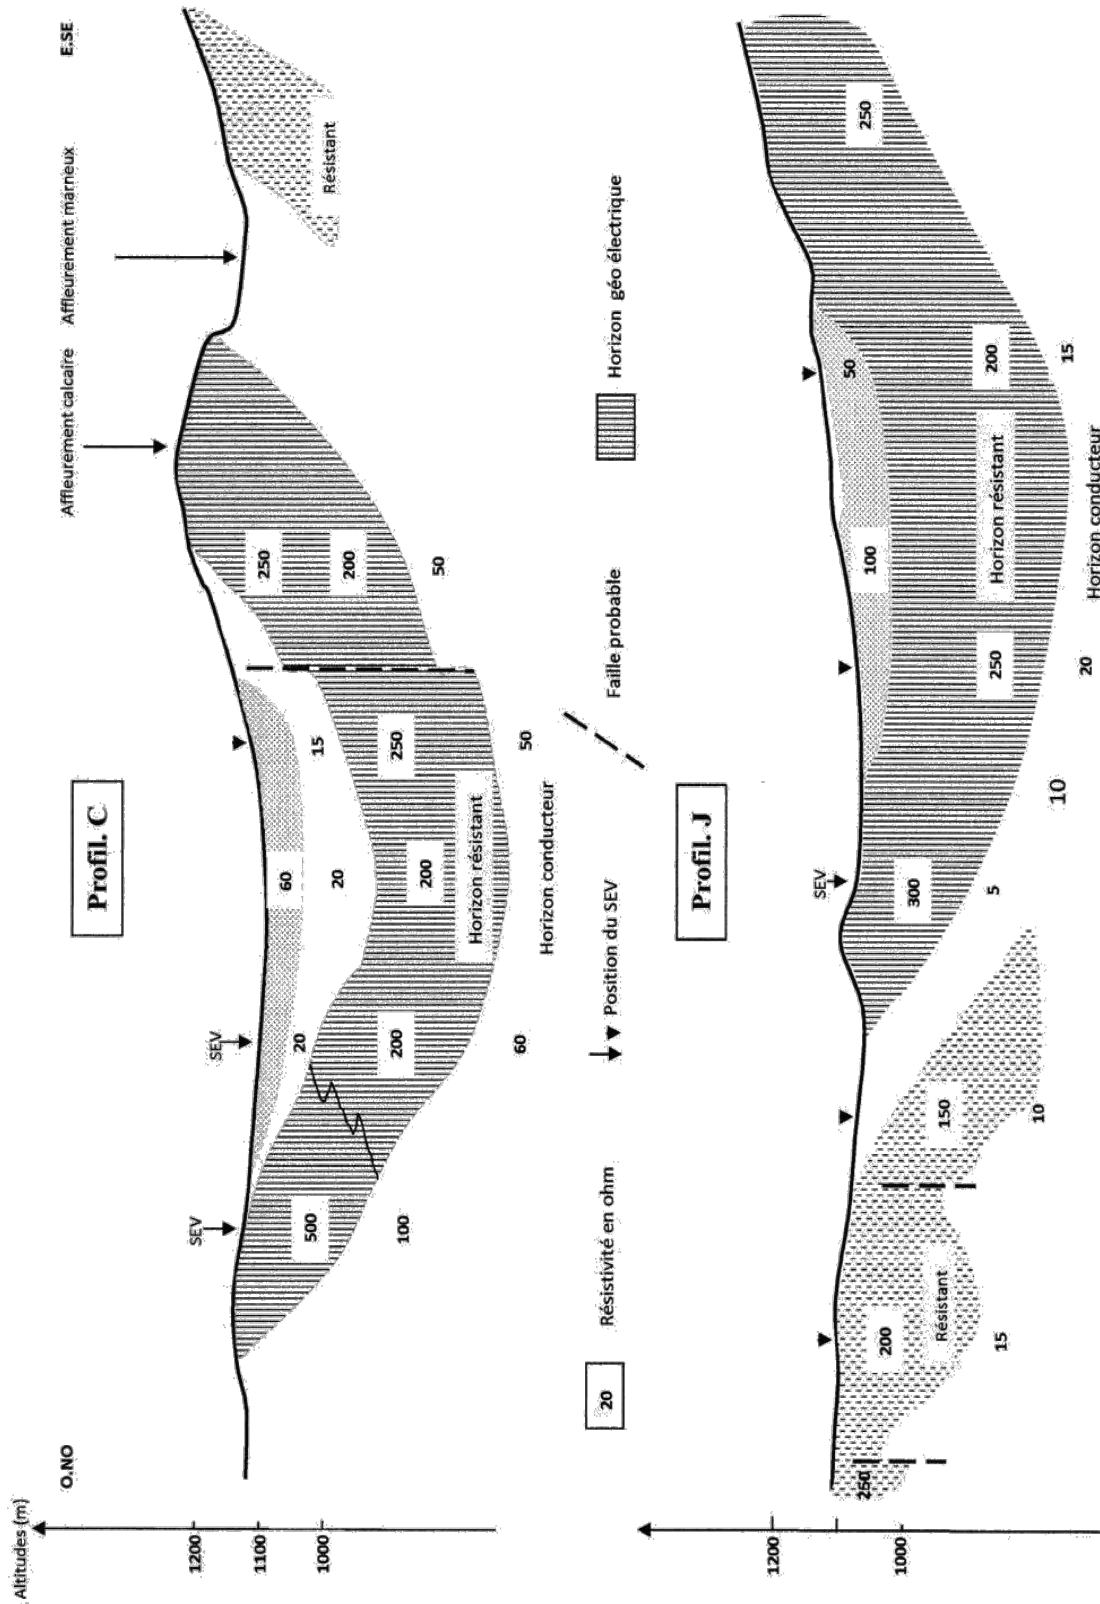 Altitudes (m)
O.NO
E.SE
Profil. C
Affleurement calcaire
Affleurement marneux
1200
1100
1000
SEV
SEV
500
100
20
200
60
60
20
200
Horizon résistant
Horizon conducteur
15
250
50
250
200
50
Résistant
20
Résistivité en ohm
Position du SEV
Faille probable
Horizon géo électrique
Profil. J
1200
1000
250
200
Résistant
15
150
10
SEV
300
5
10
250
20
100
Horizon résistant
Horizon conducteur
50
200
15
250